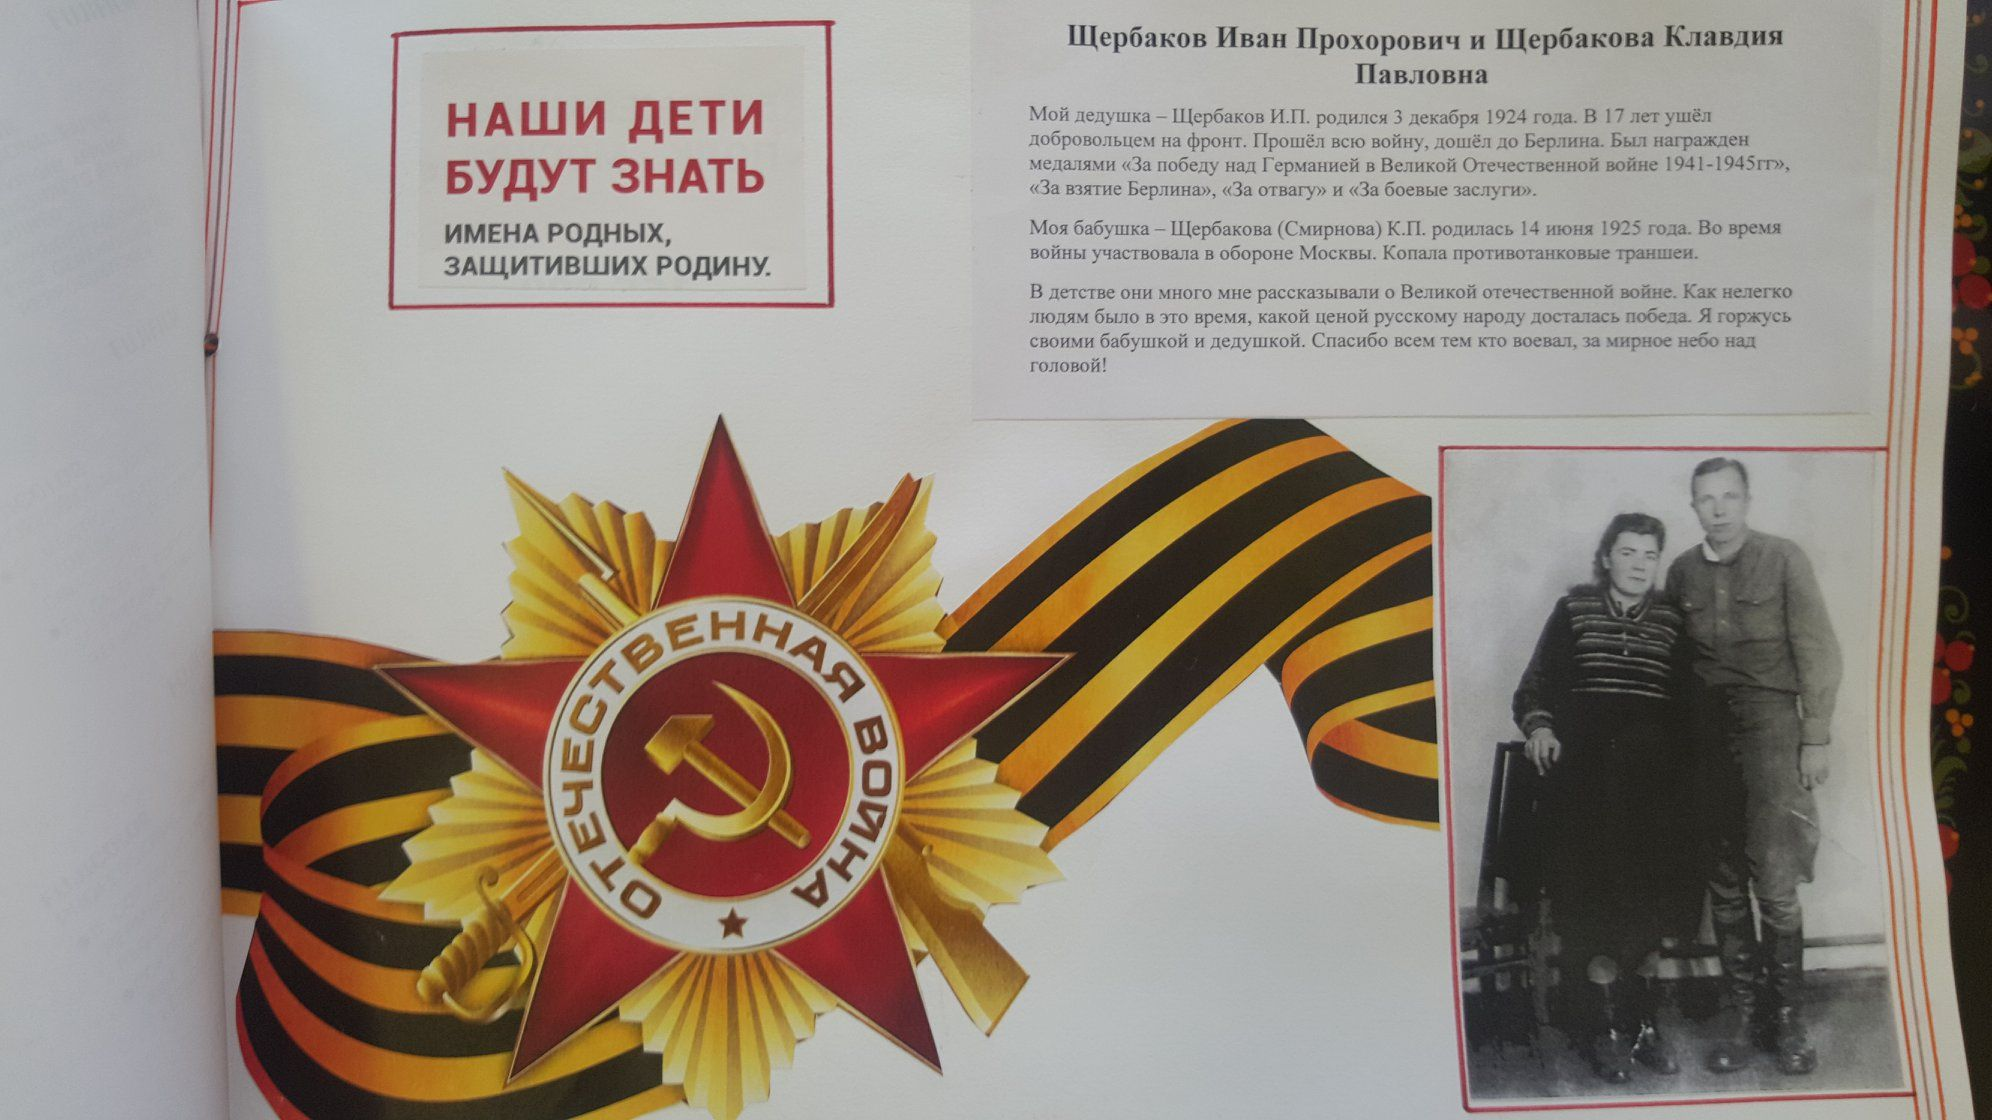 НАШИ ДЕТИ
БУДУТ ЗНАТЬ
ИМЕНА РОДНЫХ,
ЗАЩИТИВШИХ РОДИНУ.
Щербаков Иван Прохорович и Щербакова Клавдия
Павловна
Мой дедушка – Щербаков И.П. родился 3 декабря 1924 года. В 17 лет ушёл
добровольцем на фронт. Прошёл всю войну, дошёл до Берлина. Был награжден
медалями «За победу над Германией в Великой Отечественной войне 1941-1945гг»,
«За взятие Берлина», «За отвагу» и «За боевые заслуги».
Моя бабушка – Щербакова (Смирнова) К.П. родилась 14 июня 1925 года. Во время
войны участвовала в обороне Москвы. Копала противотанковые траншеи.
В детстве они много мне рассказывали о Великой отечественной войне. Как нелегко
людям было в это время, какой ценой русскому народу досталась победа. Я горжусь
своими бабушкой и дедушкой. Спасибо всем тем кто воевал, за мирное небо над
головой!
ОТЕЧЕСТВЕННАЯ ВОЙНА